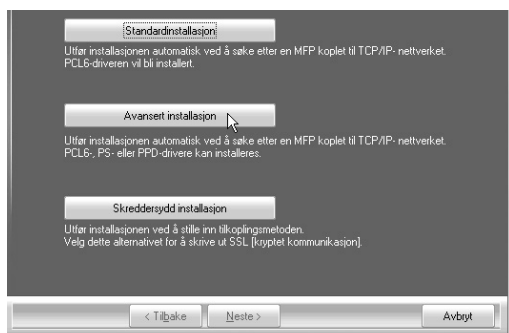 Standardinstallasjon
Utfør installasjonen automatisk ved å søke etter en MFP koplet til TCP/IP- nettverket.
PCL6-driveren vil bli installert.
Avansert installasjon
Utfør installasjonen automatisk ved å søke etter en MFP koplet til TCP/IP- nettverket.
PCL6-, PS- eller PPD-drivere kan installeres.
Skreddersydd installasjon
Utfør installasjonen ved å stille inn tilkoplingsmetoden.
Velg dette alternativet for å skrive ut SSL [kryptet kommunikasjon].
< Tilbake Neste > Avbryt